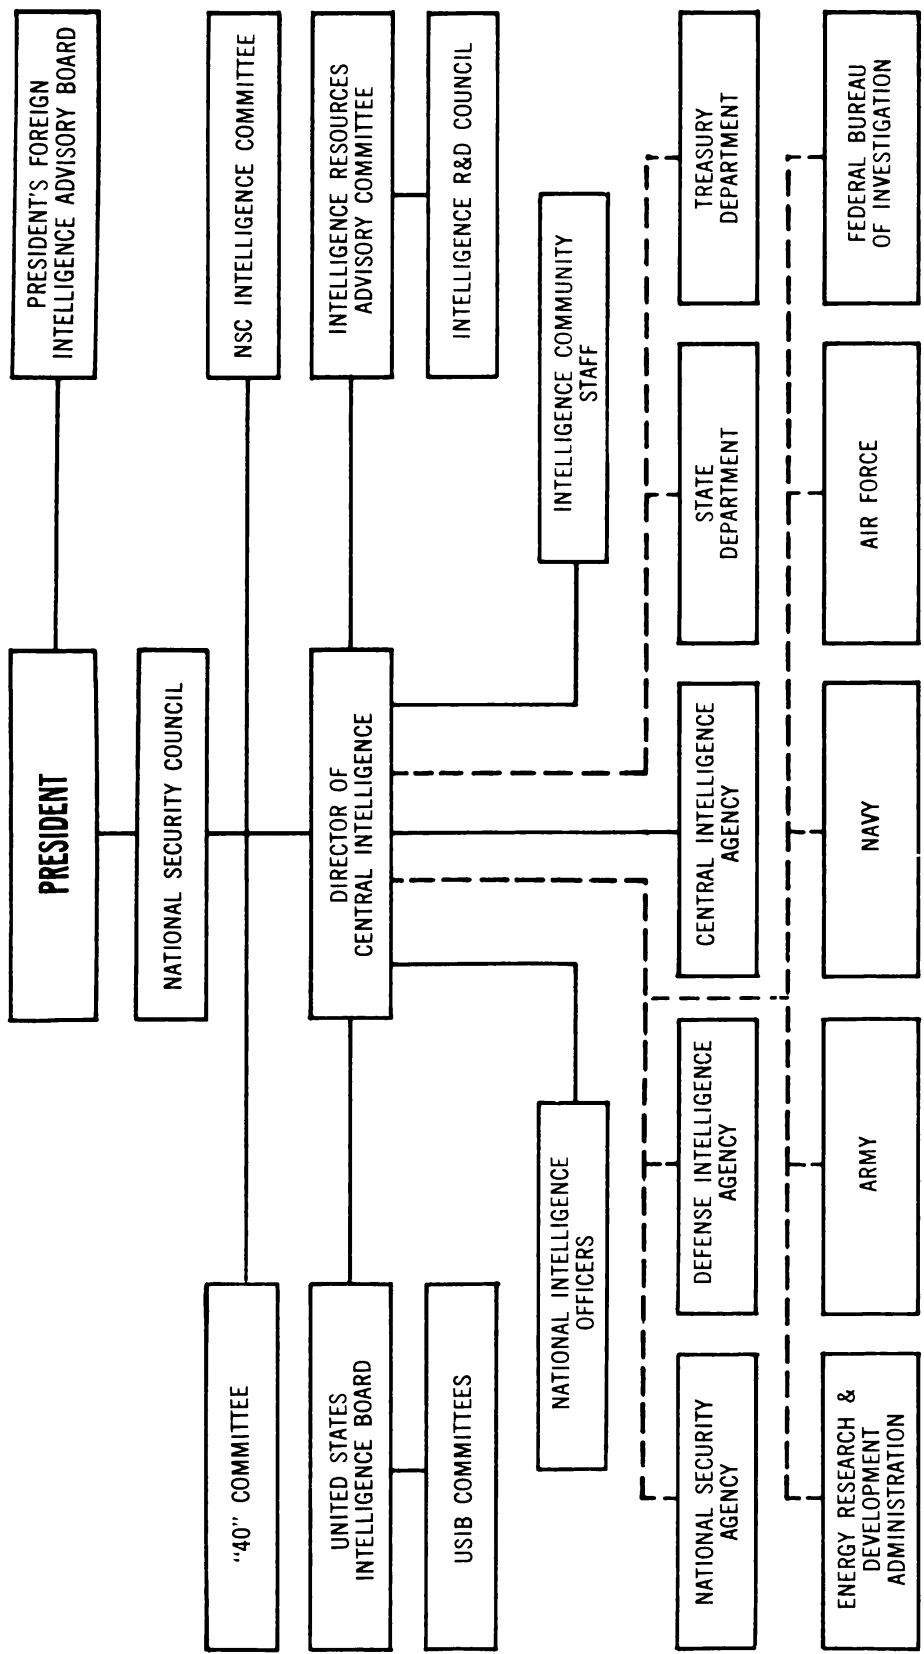 PRESIDENT
PRESIDENT'S FOREIGN
INTELLIGENCE ADVISORY BOARD
NATIONAL SECURITY COUNCIL
"40" COMMITTEE
NSC INTELLIGENCE COMMITTEE
UNITED STATES
INTELLIGENCE BOARD
DIRECTOR OF
CENTRAL INTELLIGENCE
INTELLIGENCE RESOURCES
ADVISORY COMMITTEE
USIB COMMITTEES
INTELLIGENCE R&D COUNCIL
NATIONAL INTELLIGENCE
OFFICERS
INTELLIGENCE COMMUNITY
STAFF
NATIONAL SECURITY
AGENCY
DEFENSE INTELLIGENCE
AGENCY
CENTRAL INTELLIGENCE
AGENCY
STATE
DEPARTMENT
TREASURY
DEPARTMENT
ENERGY RESEARCH &
DEVELOPMENT
ADMINISTRATION
ARMY
NAVY
AIR FORCE
FEDERAL BUREAU
OF INVESTIGATION